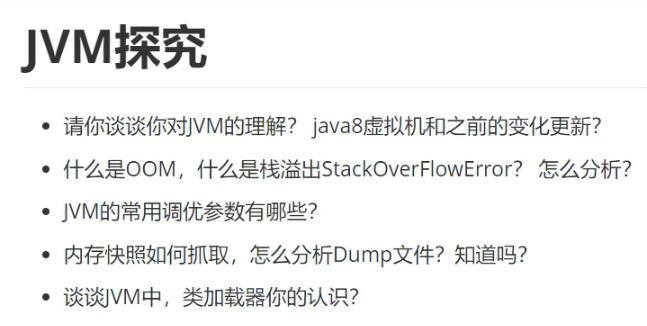 JVM探究
请你谈谈你对JVM的理解？ java8虚拟机和之前的变化更新？
什么是OOM，什么是栈溢出StackOverFlowError？ 怎么分析？
JVM的常用调优参数有哪些？
内存快照如何抓取，怎么分析Dump文件？知道吗？
谈谈JVM中，类加载器你的认识？